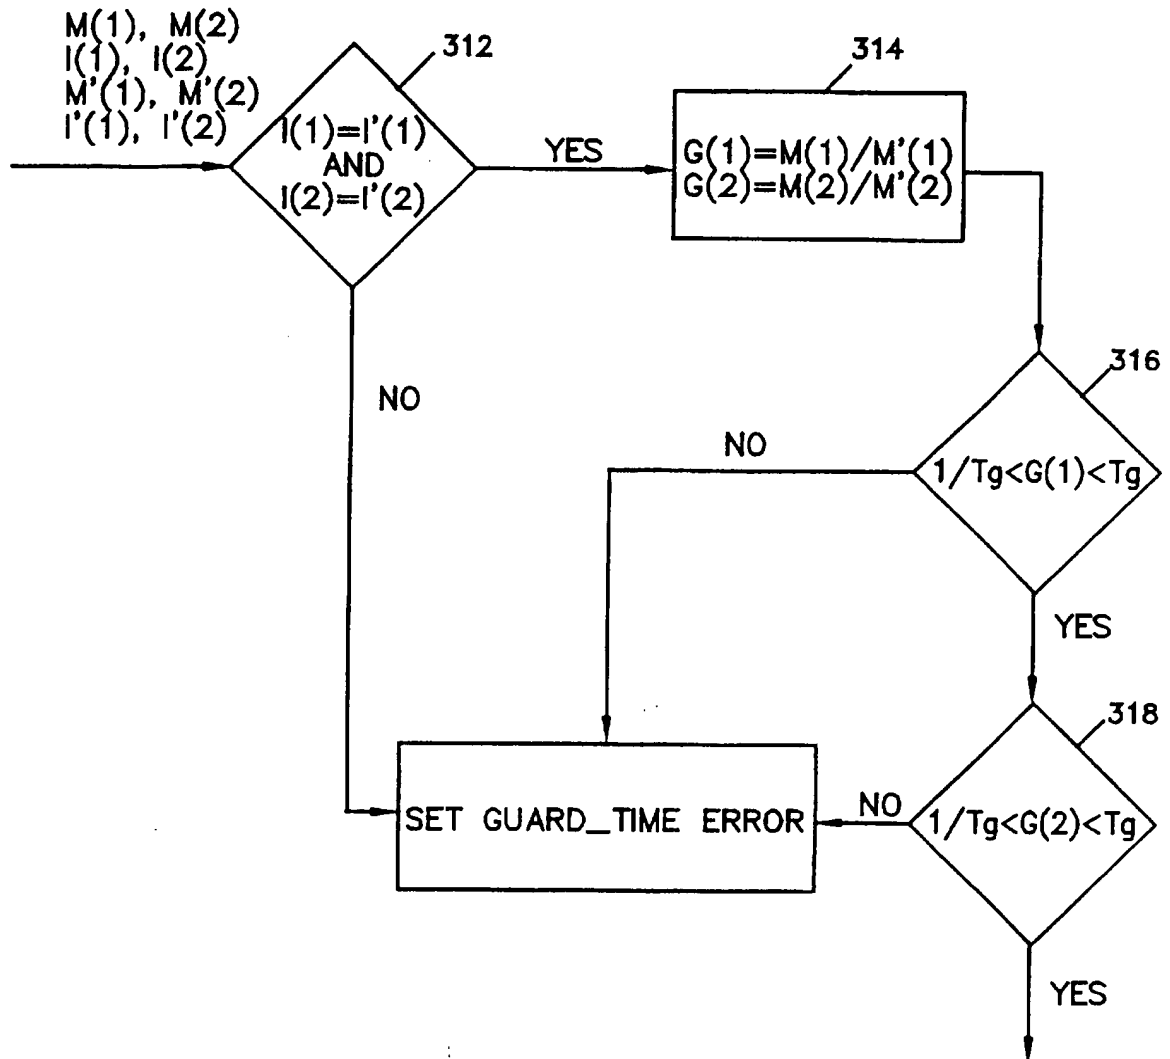 M(1), M(2)
I(1), I(2)
M'(1), M'(2)
I'(1), I'(2)
312
I(1)=I'(1)
AND
I(2)=I'(2)
YES
314
G(1)=M(1)/M'(1)
G(2)=M(2)/M'(2)
NO
316
1/Tg<G(1)<Tg
NO
YES
318
1/Tg<G(2)<Tg
NO
SET GUARD_TIME ERROR
YES